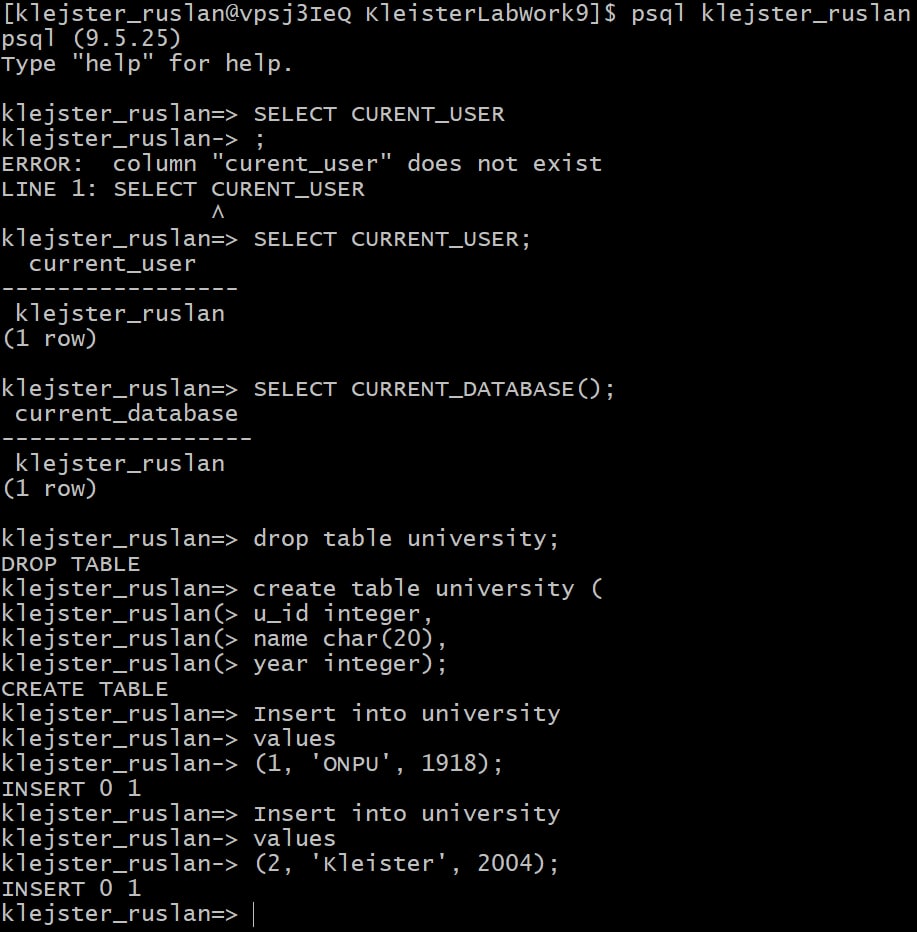 [klejster_ruslan@vpsj3IeQ KleisterLabWork9]$ psql klejster_ruslan
psql (9.5.25)
Type "help" for help.
klejster_ruslan=> SELECT CURENT_USER
klejster_ruslan-> ;
ERROR:  column "curent_user" does not exist
LINE 1: SELECT CURENT_USER
               ^
klejster_ruslan=> SELECT CURRENT_USER;
  current_user
-----------------
 klejster_ruslan
(1 row)
klejster_ruslan=> SELECT CURRENT_DATABASE();
 current_database
------------------
 klejster_ruslan
(1 row)
klejster_ruslan=> drop table university;
DROP TABLE
klejster_ruslan=> create table university (
klejster_ruslan(> u_id integer,
klejster_ruslan(> name char(20),
klejster_ruslan(> year integer);
CREATE TABLE
klejster_ruslan=> Insert into university
klejster_ruslan-> values
klejster_ruslan-> (1, 'ONPU', 1918);
INSERT 0 1
klejster_ruslan=> Insert into university
klejster_ruslan-> values
klejster_ruslan-> (2, 'Kleister', 2004);
INSERT 0 1
klejster_ruslan=>